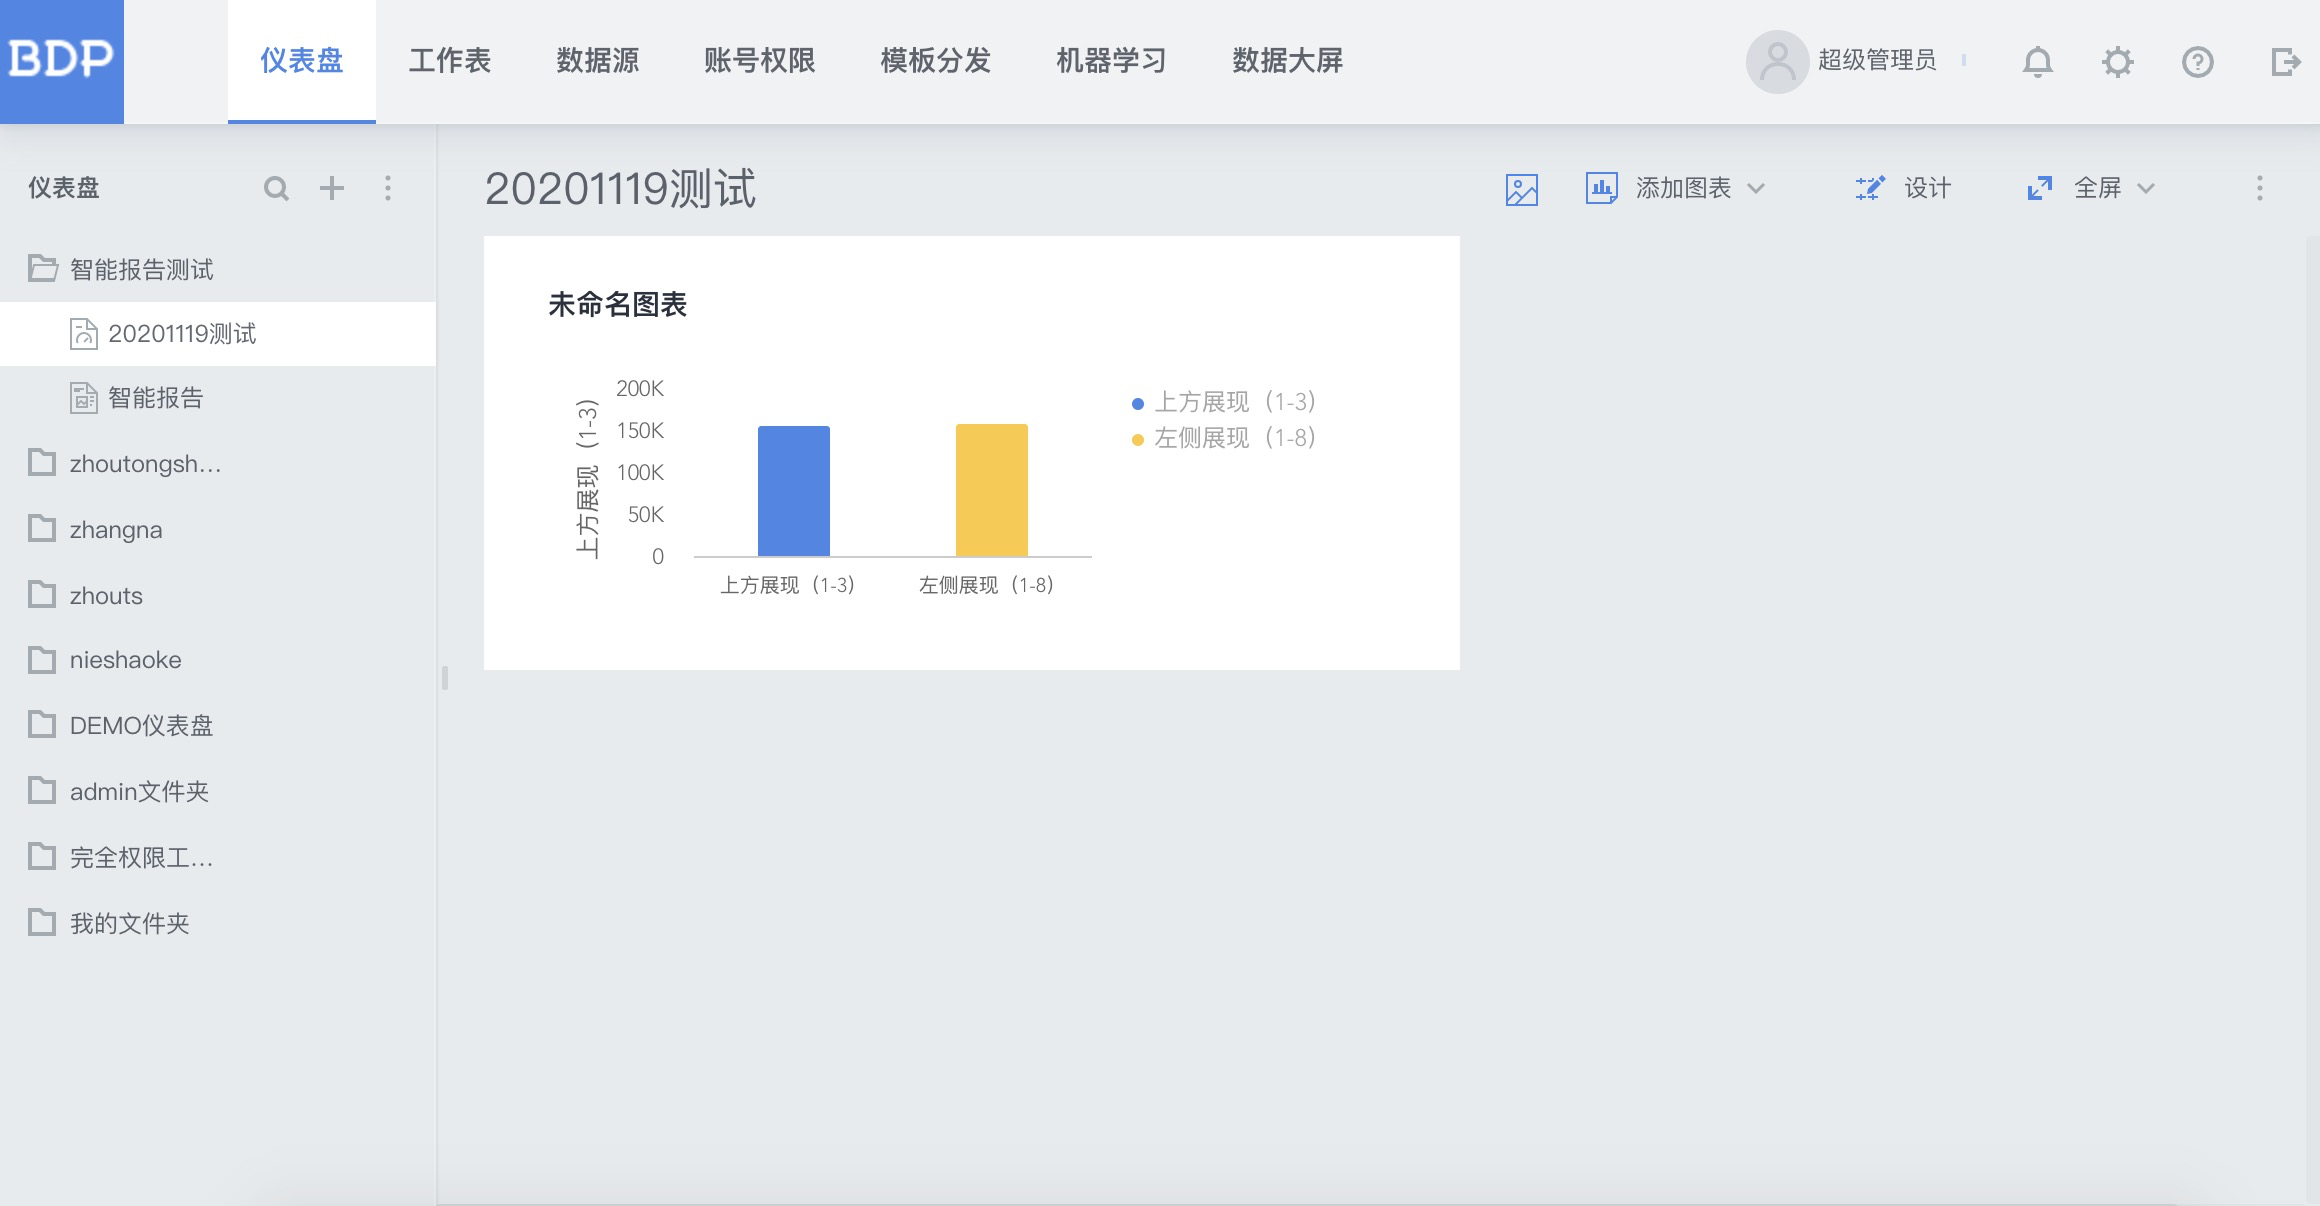 BDP
仪表盘 工作表 数据源 账号权限 模板分发 机器学习 数据大屏 超级管理员
仪表盘
智能报告测试
20201119测试
智能报告
zhoutongsh...
zhangna
zhouts
nieshaoke
DEMO仪表盘
admin文件夹
完全权限工...
我的文件夹
20201119测试 添加图表 设计 全屏
未命名图表
上方展现（1-3）
200K
150K
100K
50K
0
上方展现（1-3） 左侧展现（1-8）
上方展现（1-3）
左侧展现（1-8）